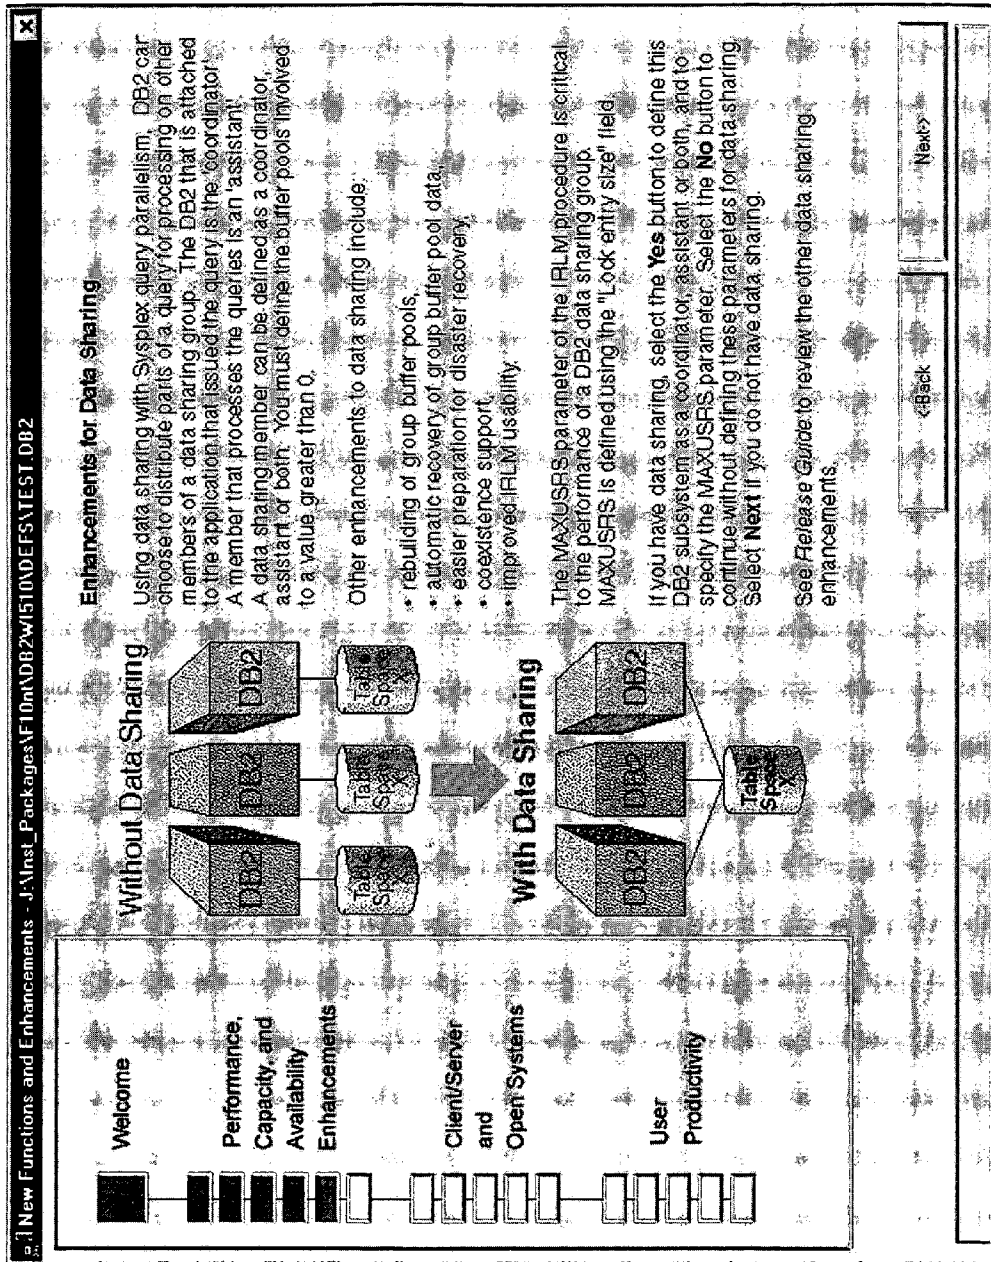 New Functions and Enhancements - J:\Inst_Packages\F10nt\DB2WI510\DEFS\TEST.DB2
Welcome
Performance,
Capacity, and
Availability
Enhancements
Client/Server
and
Open Systems
User
Productivity
Without Data Sharing
DB2
DB2
DB2
Table
Space
X
Table
Space
X
Table
Space
X
With Data Sharing
DB2
DB2
DB2
Table
Space
X
Enhancements for Data Sharing
Using data sharing with Sysplex query parallelism, DB2 can
choose to distribute parts of a query for processing on other
members of a data sharing group. The DB2 that is attached
to the application that issued the query is the 'coordinator'.
A member that processes the queries is an 'assistant'.
A data sharing member can be defined as a coordinator,
assistant or both. You must define the buffer pools involved
to a value greater than 0.
Other enhancements to data sharing include:
• rebuilding of group buffer pools,
• automatic recovery of group buffer pool data,
• easier preparation for disaster recovery,
• coexistence support,
• improved IRLM usability.
The MAXUSRS parameter of the IRLM procedure is critical
to the performance of a DB2 data sharing group.
MAXUSRS is defined using the "Lock entry size" field.
If you have data sharing, select the Yes button to define this
DB2 subsystem as a coordinator, assistant or both, and to
specify the MAXUSRS parameter. Select the No button to
continue without defining these parameters for data sharing.
Select Next if you do not have data sharing.
See Release Guide to review the other data sharing
enhancements.
<-Back
Next->